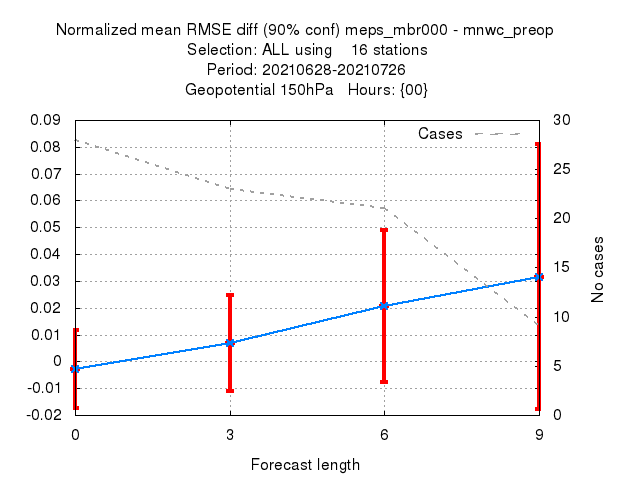 Normalized mean RMSE diff (90% conf) meps_mbr000 - mnwc_preop
Selection: ALL using 16 stations
Period: 20210628-20210726
Geopotential 150hPa Hours: {00}
Cases
0.09
0.08
0.07
0.06
0.05
0.04
0.03
0.02
0.01
0
-0.01
-0.02
30
25
20
15
10
5
0
No cases
0 3 6 9
Forecast length